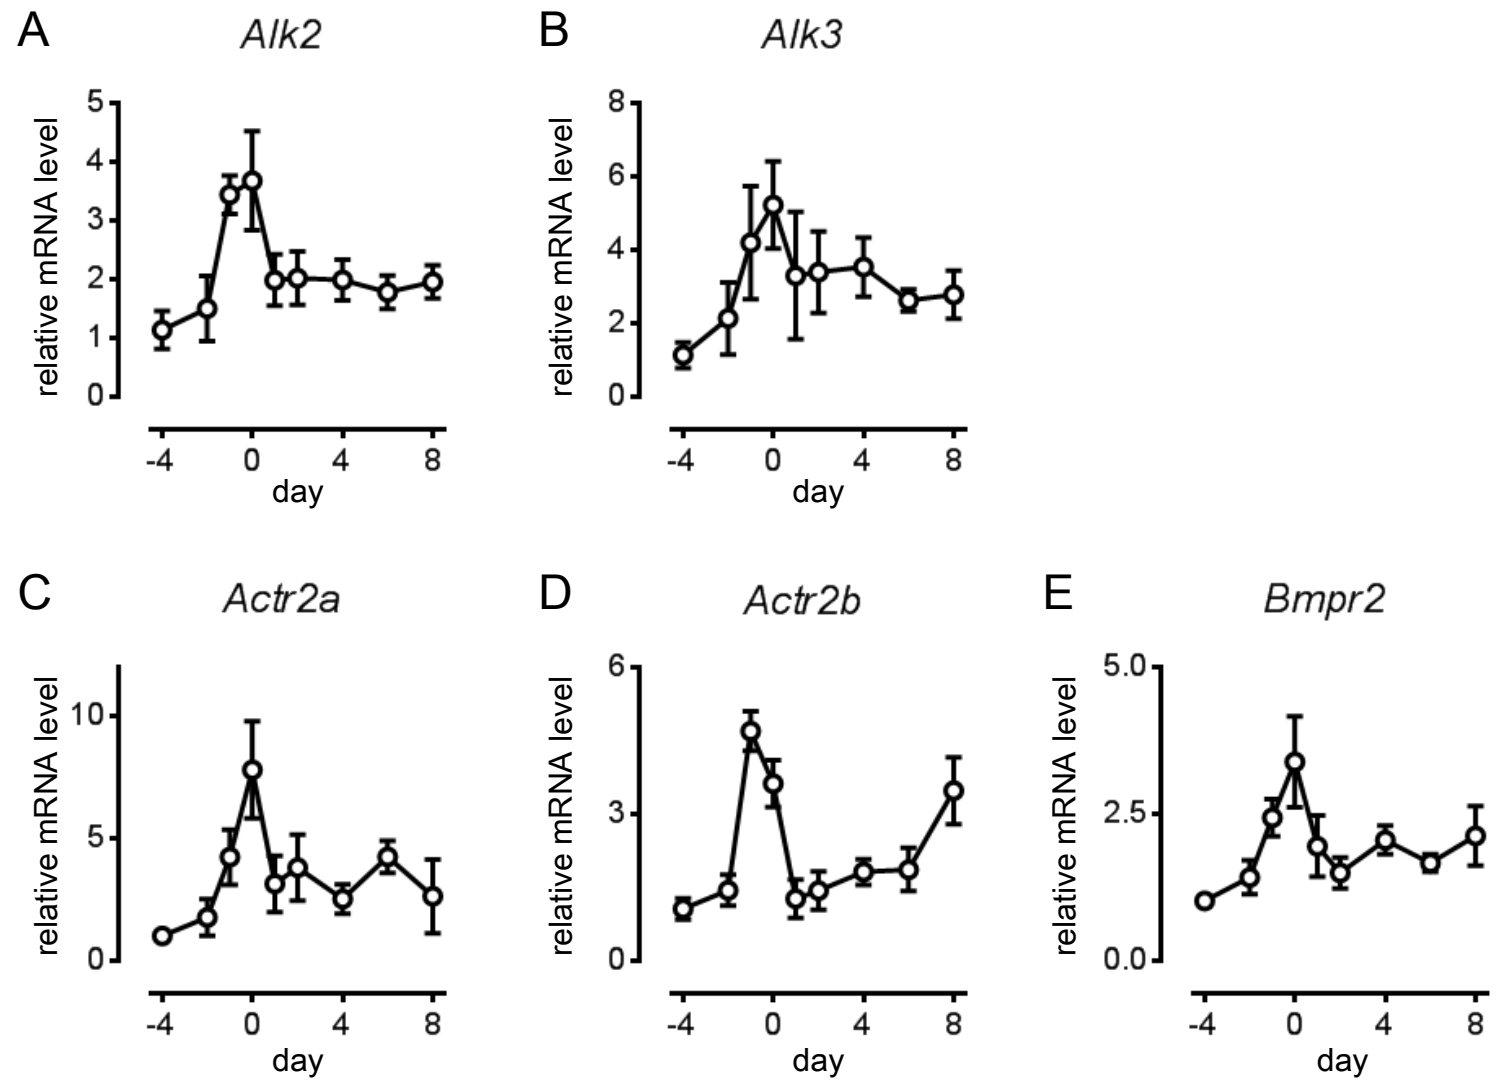 A
Alk2
relative mRNA level
5
4
3
2
1
0
-4 0 4 8
day
B
Alk3
relative mRNA level
8
6
4
2
0
-4 0 4 8
day
C
Actr2a
relative mRNA level
10
5
0
-4 0 4 8
day
D
Actr2b
relative mRNA level
6
3
0
-4 0 4 8
day
E
Bmpr2
relative mRNA level
5.0
2.5
0.0
-4 0 4 8
day